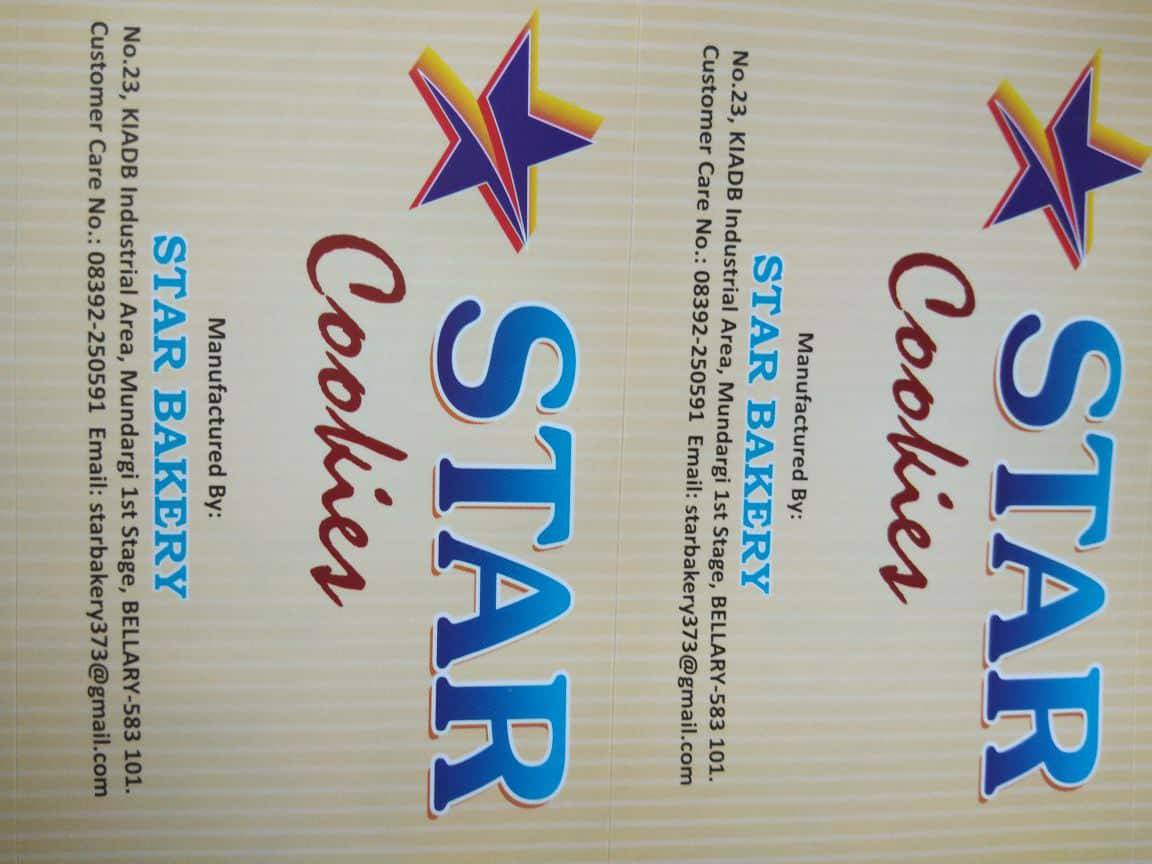 STAR
Cookies
Manufactured By:
STAR BAKERY
No.23, KIADB Industrial Area, Mundargi 1st Stage, BELLARY-583 101.
Customer Care No.: 08392-250591 Email: starbakery373@gmail.com
STAR
Cookies
Manufactured By:
STAR BAKERY
No.23, KIADB Industrial Area, Mundargi 1st Stage, BELLARY-583 101.
Customer Care No.: 08392-250591 Email: starbakery373@gmail.com